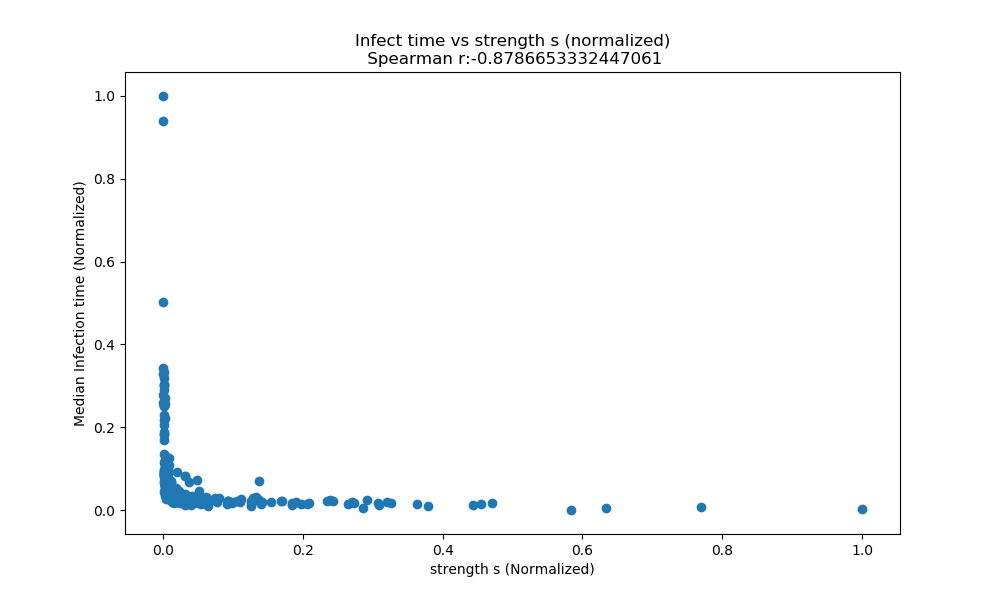 Infect time vs strength s (normalized)
Spearman r:-0.8786653332447061
Median Infection time (Normalized)
1.0
0.8
0.6
0.4
0.2
0.0
0.0 0.2 0.4 0.6 0.8 1.0
strength s (Normalized)